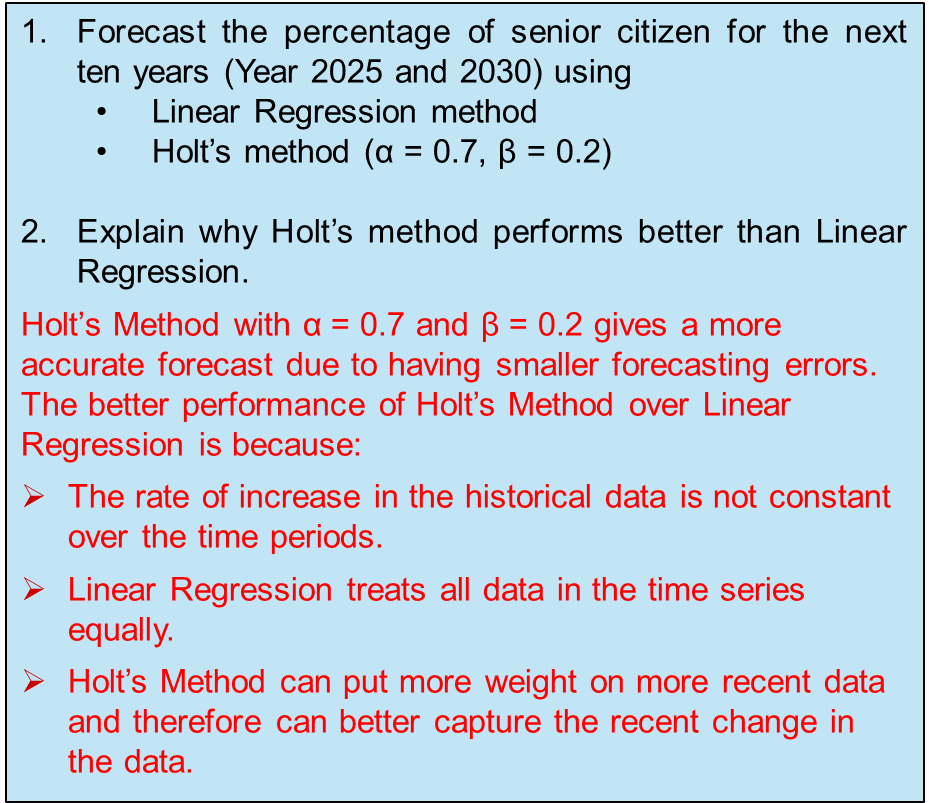 1. Forecast the percentage of senior citizen for the next
ten years (Year 2025 and 2030) using
• Linear Regression method
• Holt’s method (α = 0.7, β = 0.2)
2. Explain why Holt’s method performs better than Linear
Regression.
Holt’s Method with α = 0.7 and β = 0.2 gives a more
accurate forecast due to having smaller forecasting errors.
The better performance of Holt’s Method over Linear
Regression is because:
➢ The rate of increase in the historical data is not constant
over the time periods.
➢ Linear Regression treats all data in the time series
equally.
➢ Holt’s Method can put more weight on more recent data
and therefore can better capture the recent change in
the data.